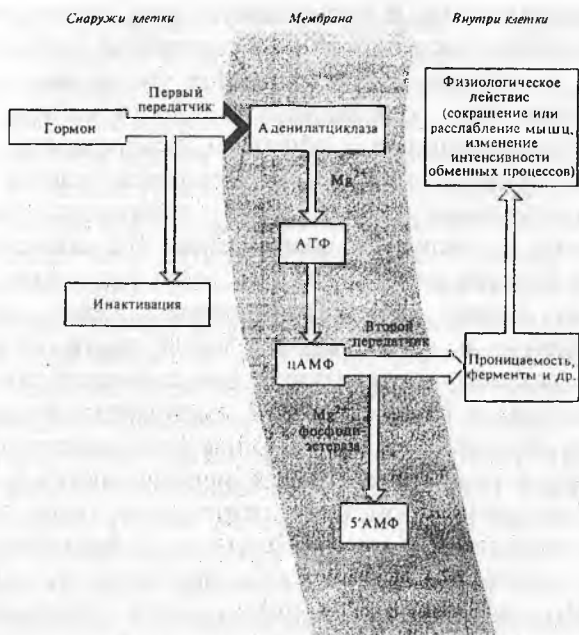 Снаружи клетки
Мембрана
Внутри клетки
Первый
передатчик
Гормон
Аденилатциклаза
Физиологическое
действие
(сокращение или
расслабление мышц,
изменение
интенсивности
обменных процессов)
Mg²⁺
АТФ
Инактивация
Второй
передатчик
цАМФ
Проницаемость,
ферменты и др.
Mg²⁺
фосфоди-
эстераза
5'АМФ